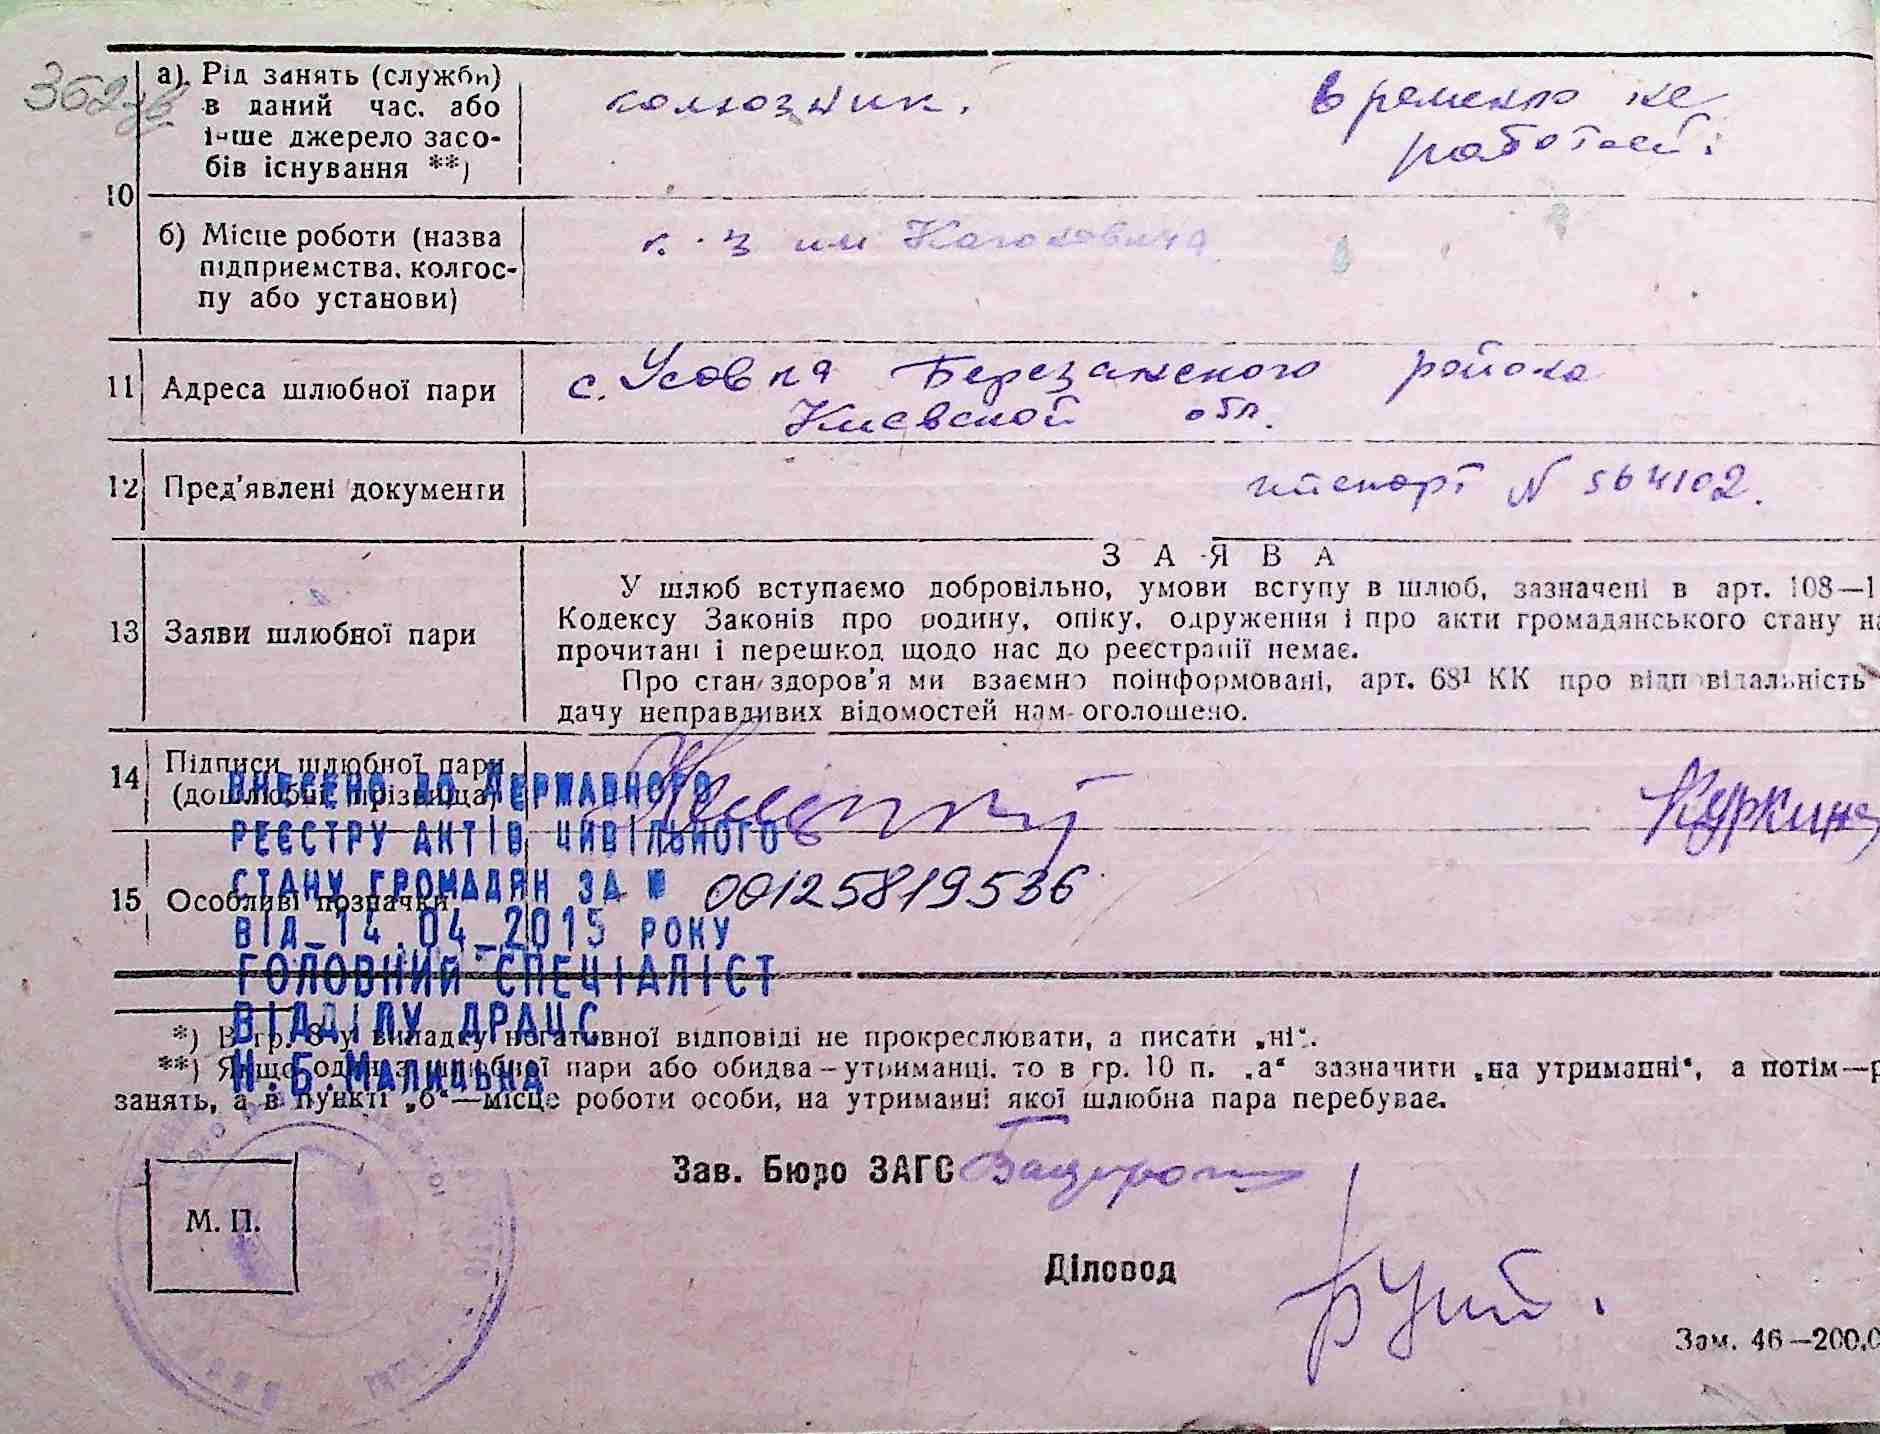 362
10
а) Рід занять (служби) в даний час, або інше джерело засобів існування **)
колхозник.
временно не
работает.
б) Місце роботи (назва підприємства, колгоспу або установи)
к-з им Кагановича
11 Адреса шлюбної пари
с. Усовка Березанского района
Киевской обл.
12 Пред'явлені документи
паспорт № 564102.
З А Я В А
13 Заяви шлюбної пари
У шлюб вступаємо добровільно, умови вступу в шлюб, зазначені в арт. 108—1
Кодексу Законів про родину, опіку, одруження і про акти громадянського стану на
прочитані і перешкод щодо нас до реєстрації немає.
Про стан здоров'я ми взаємно поінформовані, арт. 68¹ КК про відповідальність
дачу неправдивих відомостей нам оголошено.
14 Підписи шлюбної пари
(дошлюбні прізвища)
Куркина
15 Особливі позначки
ВНЕСЕНО ДО ДЕРЖАВНОГО
РЕЄСТРУ АКТІВ ЦИВІЛЬНОГО
СТАНУ ГРОМАДЯН ЗА № 00125819536
ВІД 14.04.2015 РОКУ
ГОЛОВНИЙ СПЕЦІАЛІСТ
ВІДДІЛУ ДРАЦС
Н.Б.МАЛИЦЬКА
*) В гр. 8 у випадку негативної відповіді не прокреслювати, а писати „ні“.
**) Якщо один з шлюбної пари або обидва—утриманці, то в гр. 10 п. „а“ зазначити „на утриманні“, а потім—р
занять, а в пункті „б“—місце роботи особи, на утриманні якої шлюбна пара перебуває.
Зав. Бюро ЗАГС
М. П.
Діловод
Зам. 46—200.0